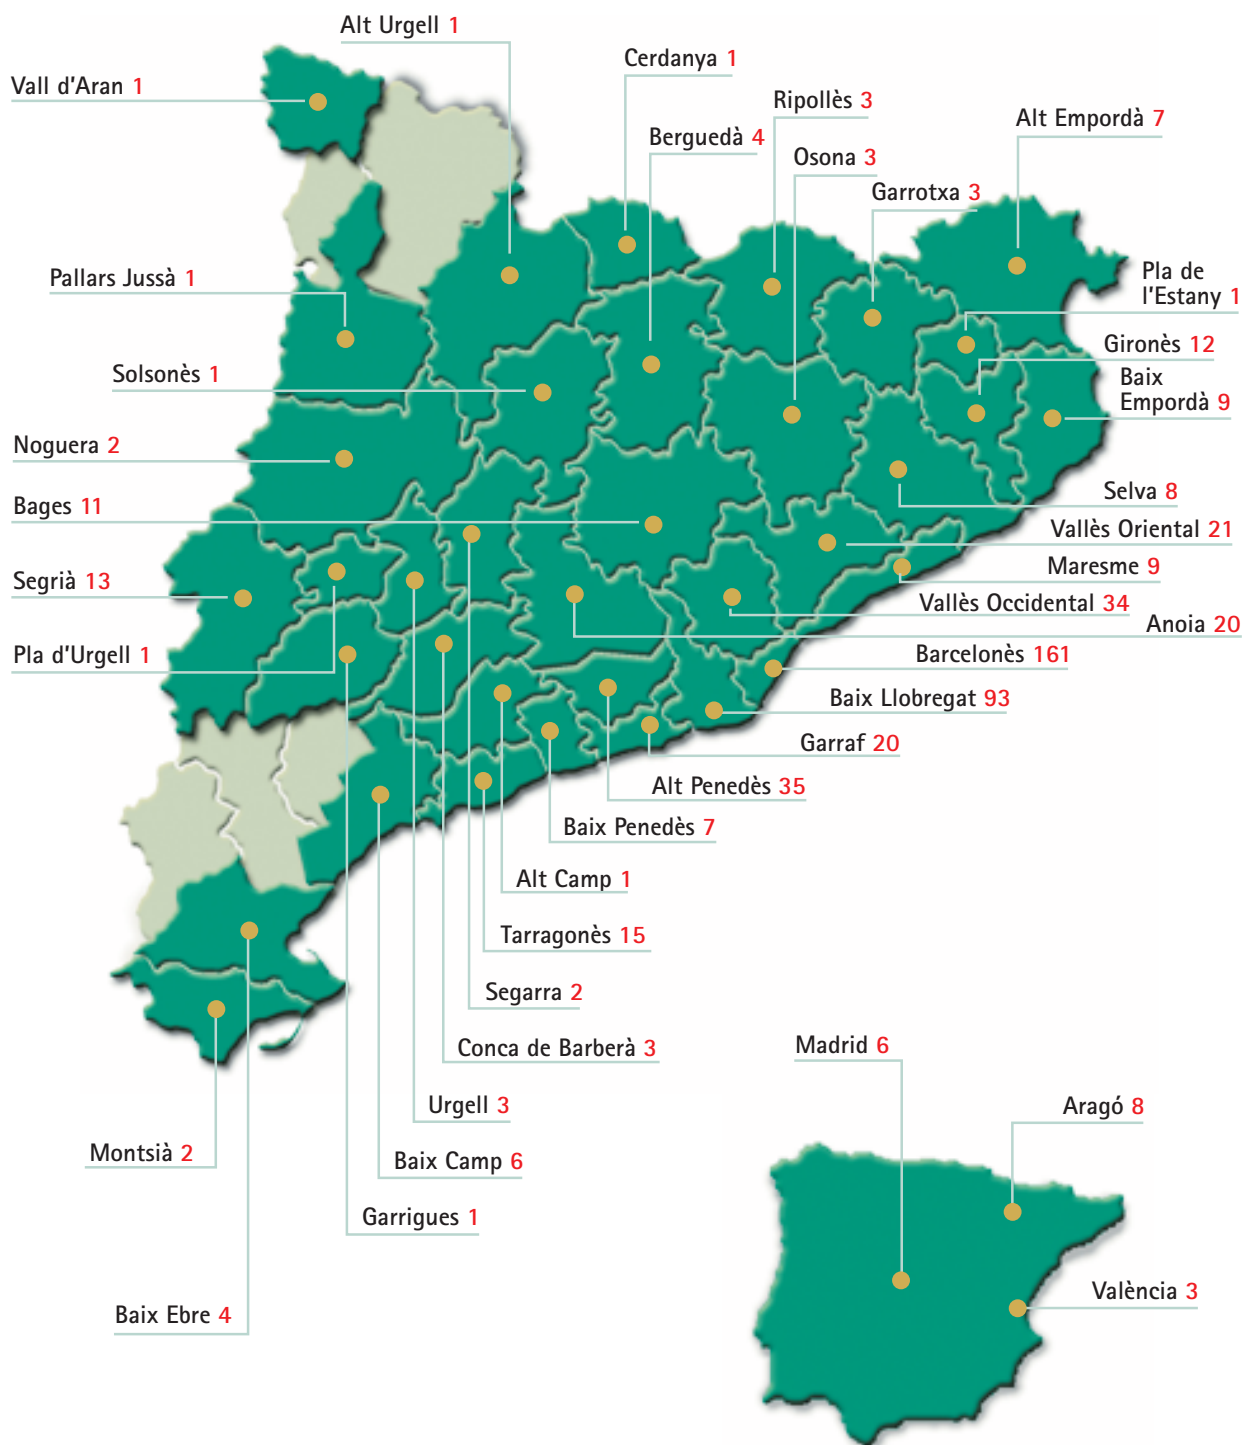 Alt Urgell 1
Cerdanya 1
Vall d'Aran 1
Ripollès 3
Alt Empordà 7
Berguedà 4
Osona 3
Garrotxa 3
Pallars Jussà 1
Pla de
l'Estany 1
Gironès 12
Solsonès 1
Baix
Empordà 9
Noguera 2
Selva 8
Bages 11
Vallès Oriental 21
Maresme 9
Segrià 13
Vallès Occidental 34
Anoia 20
Pla d'Urgell 1
Barcelonès 161
Baix Llobregat 93
Garraf 20
Alt Penedès 35
Baix Penedès 7
Alt Camp 1
Tarragonès 15
Segarra 2
Conca de Barberà 3
Madrid 6
Urgell 3
Aragó 8
Montsià 2
Baix Camp 6
Garrigues 1
València 3
Baix Ebre 4